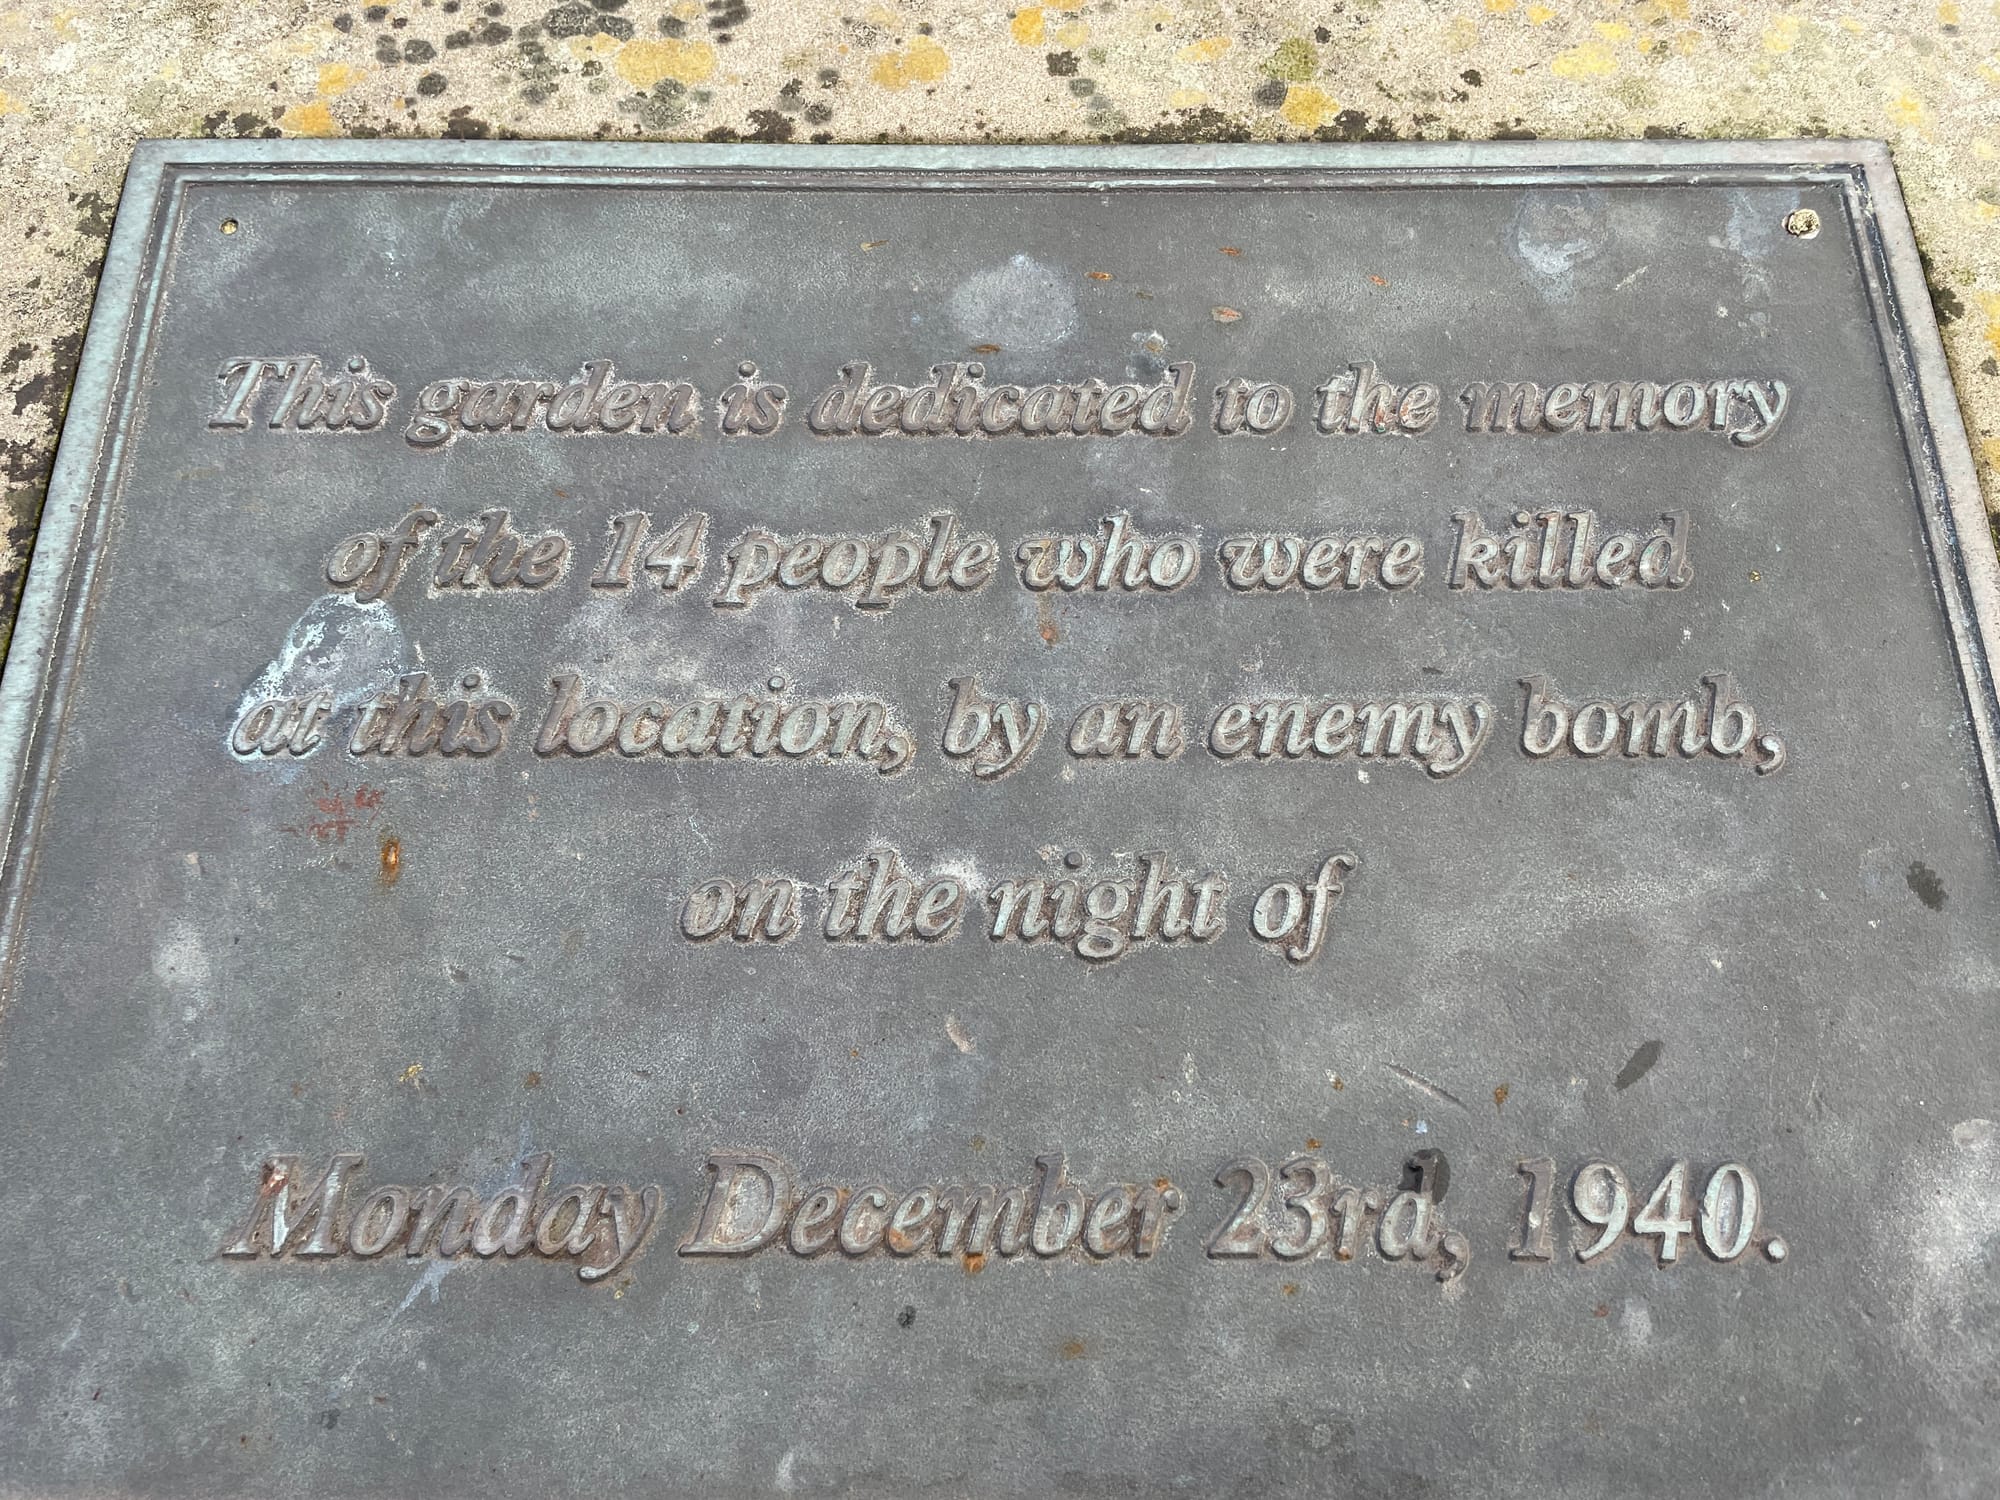 This garden is dedicated to the memory
of the 14 people who were killed
at this location, by an enemy bomb,
on the night of
Monday December 23rd, 1940.